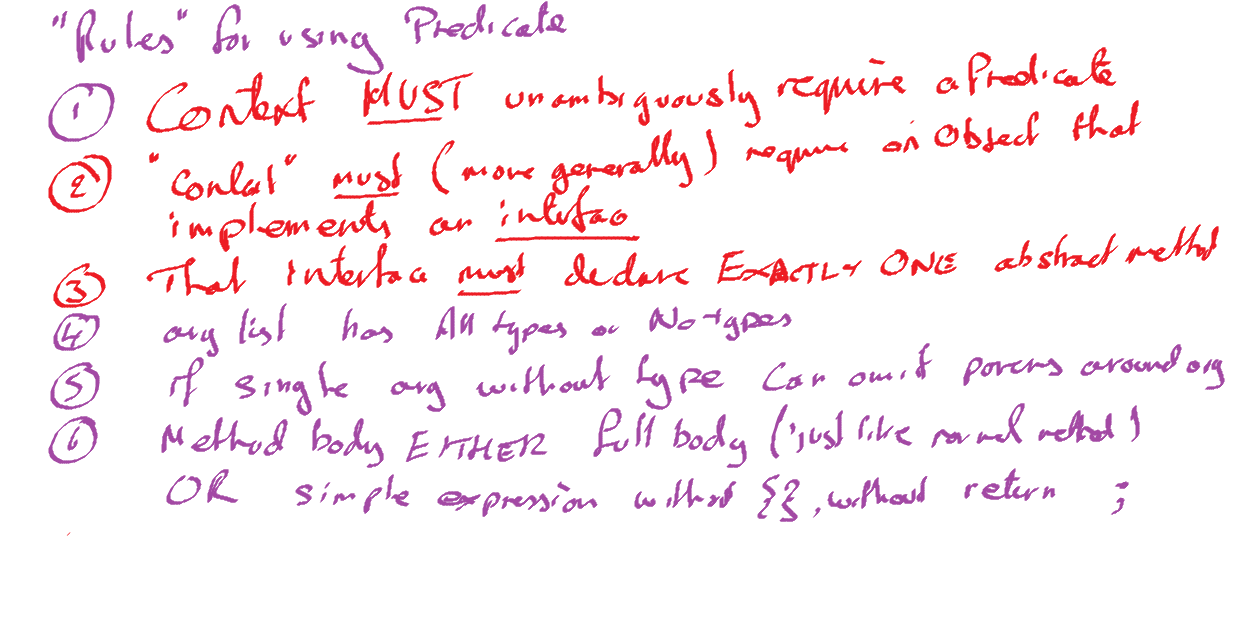 "Rules" for using Predicate
① Context MUST unambiguously require a Predicate
② "Context" must (more generally) require an Object that
implements an interface
③ That interface must declare EXACTLY ONE abstract method
④ arg list has All types or No types
⑤ if single arg without type can omit parens around arg
⑥ Method body EITHER full body (just like normal method)
OR simple expression without {}, without return ;